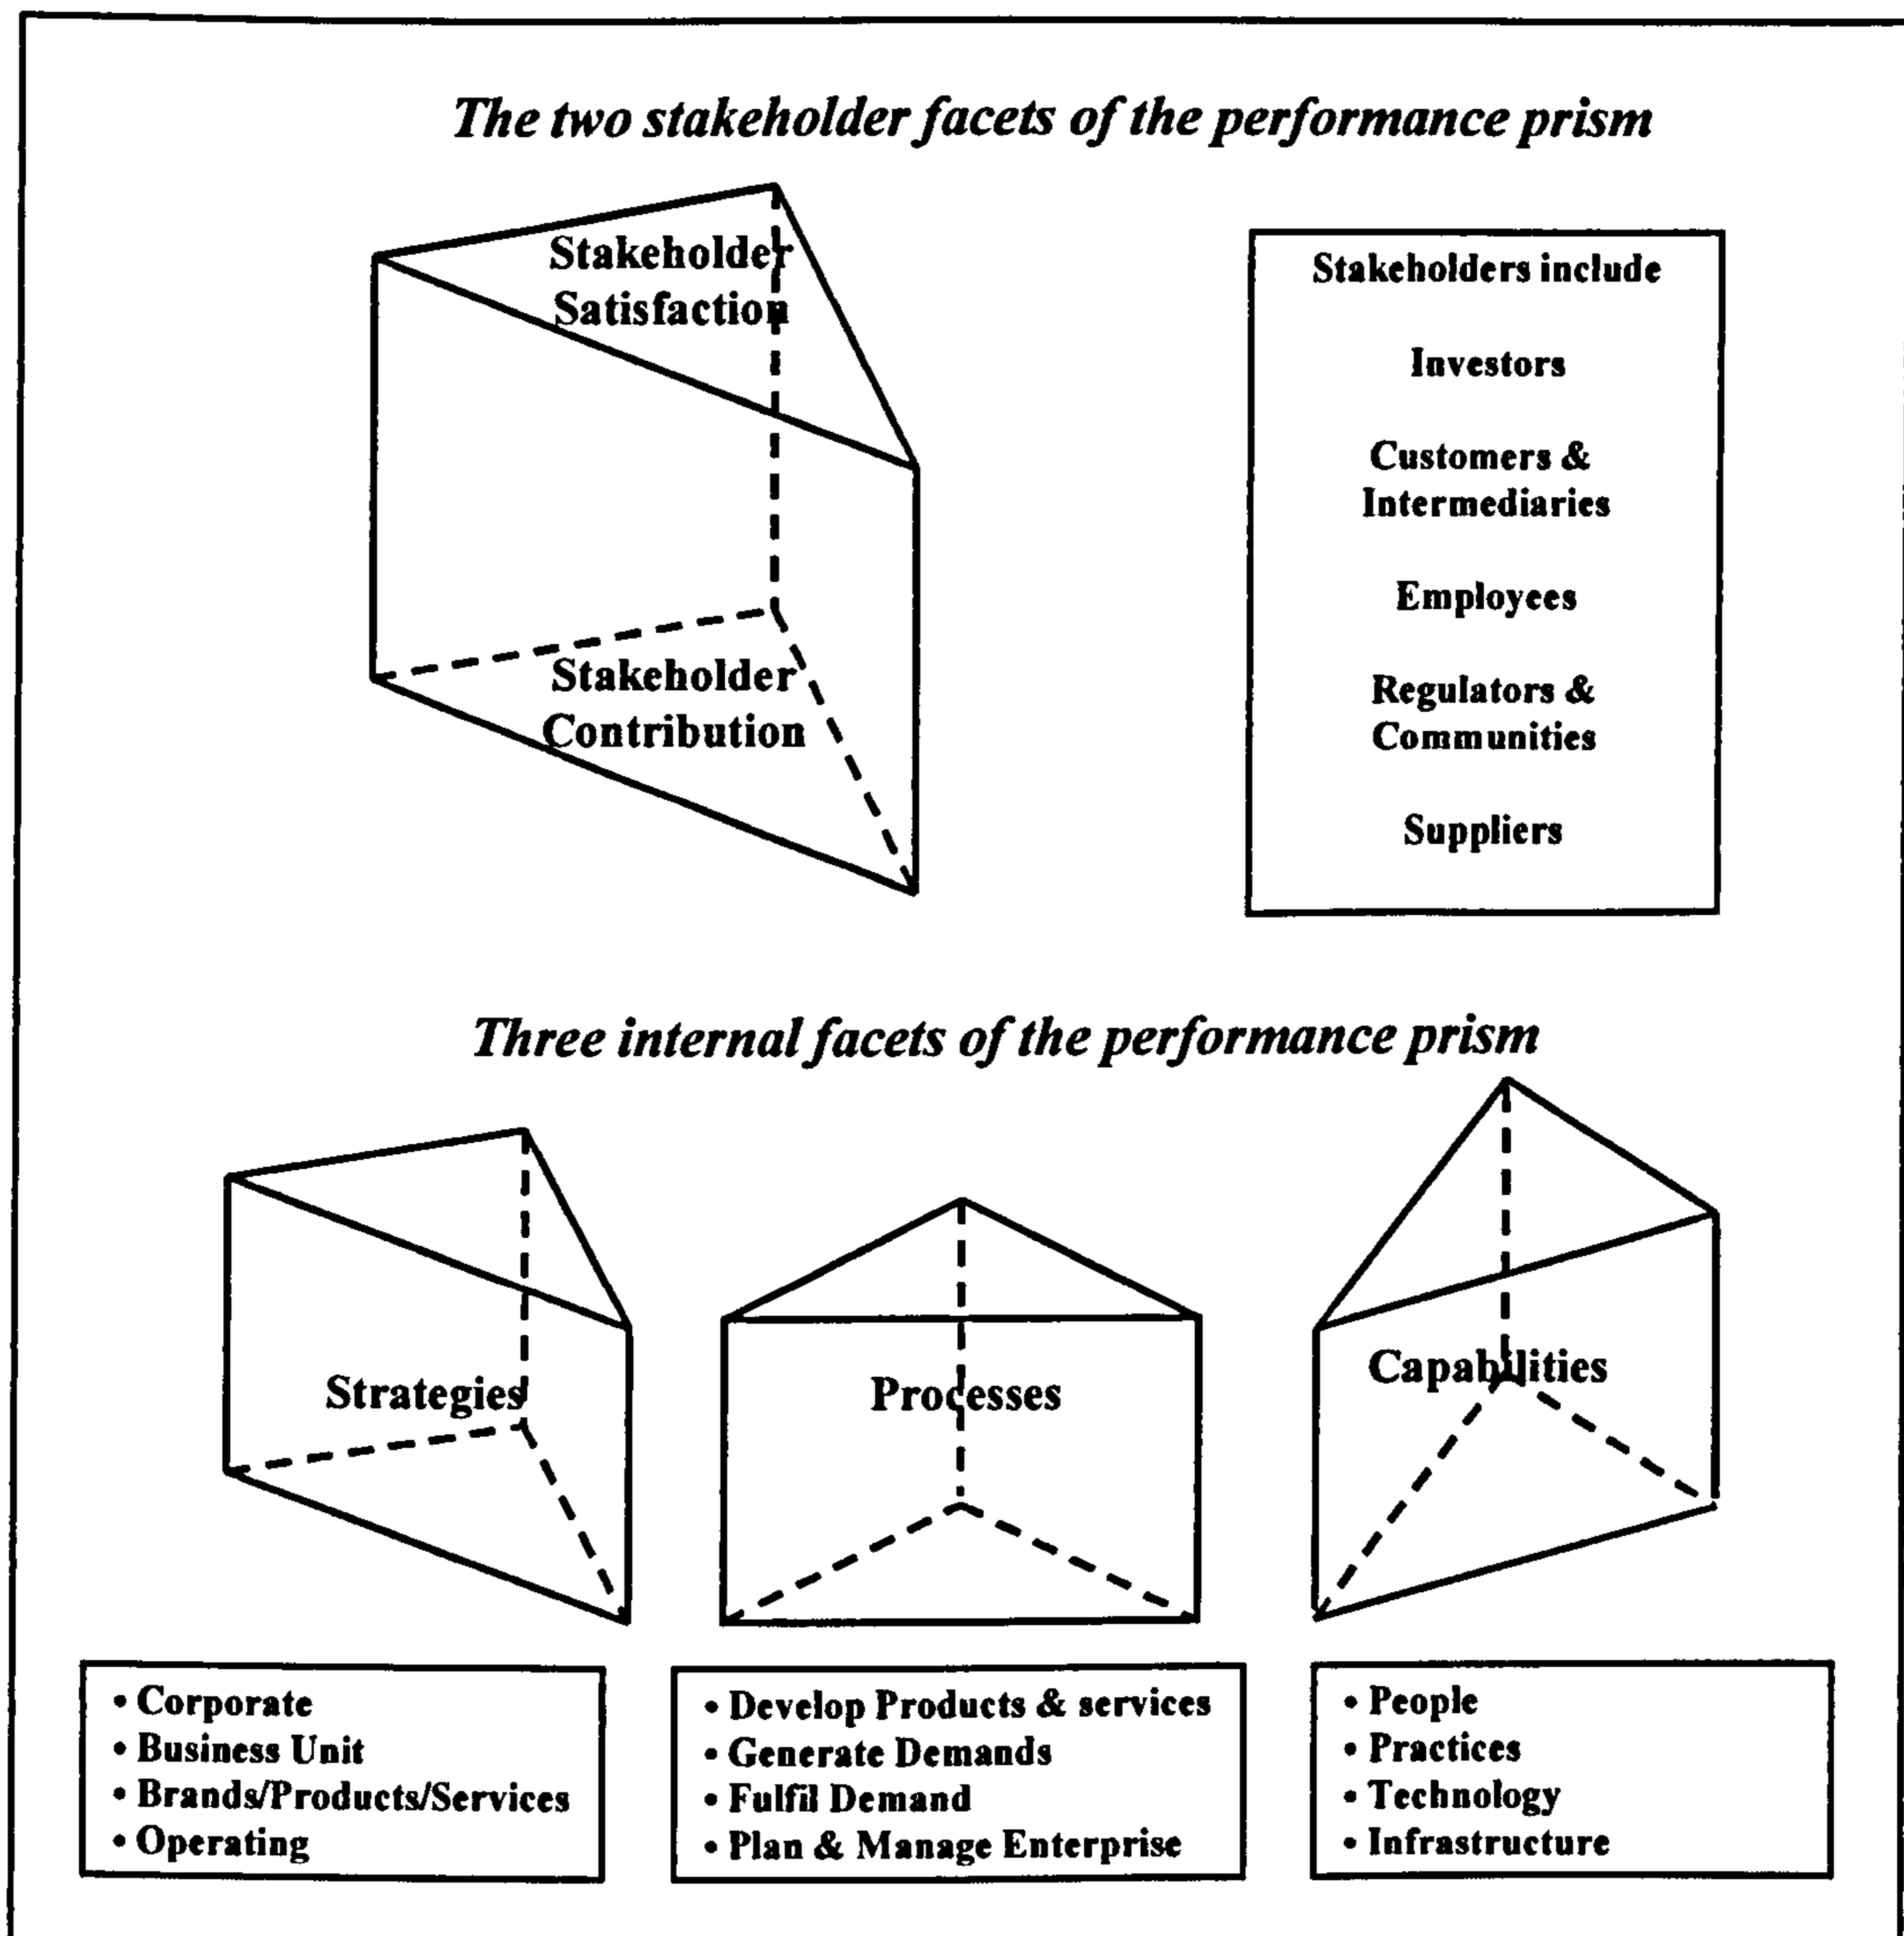 The two stakeholder facets of the performance prism
Stakeholder
Satisfaction
Stakeholder
Contribution
Stakeholders include
Investors
Customers &
Intermediaries
Employees
Regulators &
Communities
Suppliers
Three internal facets of the performance prism
Strategies
Processes
Capabilities
• Corporate
• Business Unit
• Brands/Products/Services
• Operating
• Develop Products & services
• Generate Demands
• Fulfil Demand
• Plan & Manage Enterprise
• People
• Practices
• Technology
• Infrastructure